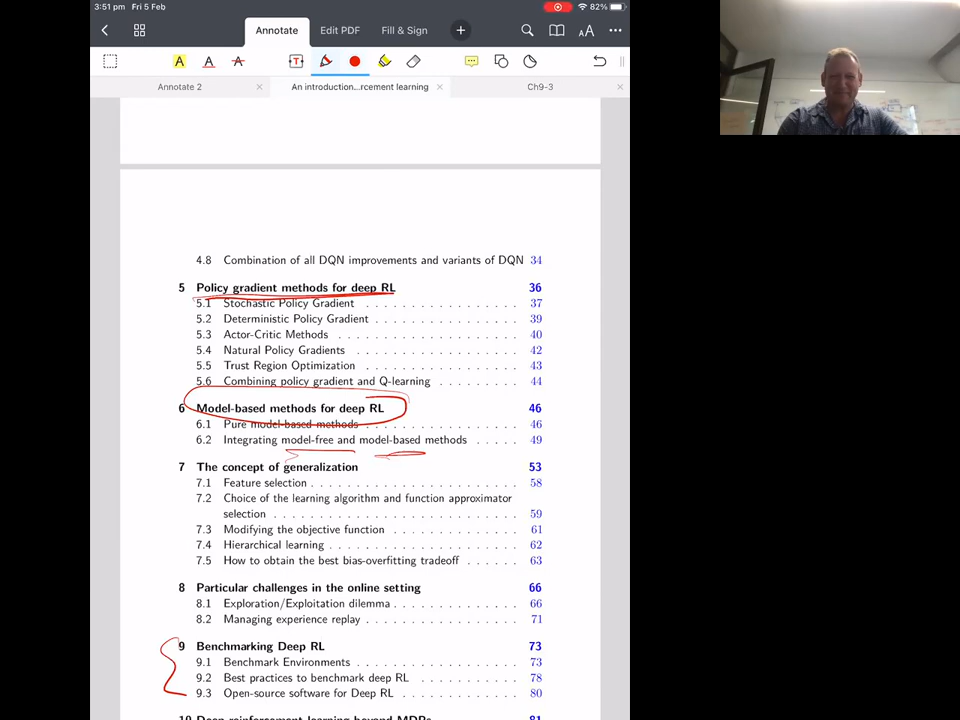 3:51 pm Fri 5 Feb
82%
Annotate
Edit PDF
Fill & Sign
AA
A
A
A
T
Annotate 2
An introduction...rcement learning
Ch9-3
4.8 Combination of all DQN improvements and variants of DQN 34
5 Policy gradient methods for deep RL 36
5.1 Stochastic Policy Gradient . . . . . . . . . . . . . . . . . 37
5.2 Deterministic Policy Gradient . . . . . . . . . . . . . . . 39
5.3 Actor-Critic Methods . . . . . . . . . . . . . . . . . . . . 40
5.4 Natural Policy Gradients . . . . . . . . . . . . . . . . . . 42
5.5 Trust Region Optimization . . . . . . . . . . . . . . . . . 43
5.6 Combining policy gradient and Q-learning . . . . . . . . 44
6 Model-based methods for deep RL 46
6.1 Pure model-based methods . . . . . . . . . . . . . . . . . 46
6.2 Integrating model-free and model-based methods . . . . . 49
7 The concept of generalization 53
7.1 Feature selection . . . . . . . . . . . . . . . . . . . . . . 58
7.2 Choice of the learning algorithm and function approximator
selection . . . . . . . . . . . . . . . . . . . . . . . . . . 59
7.3 Modifying the objective function . . . . . . . . . . . . . 61
7.4 Hierarchical learning . . . . . . . . . . . . . . . . . . . . 62
7.5 How to obtain the best bias-overfitting tradeoff . . . . . . 63
8 Particular challenges in the online setting 66
8.1 Exploration/Exploitation dilemma . . . . . . . . . . . . . 66
8.2 Managing experience replay . . . . . . . . . . . . . . . . 71
9 Benchmarking Deep RL 73
9.1 Benchmark Environments . . . . . . . . . . . . . . . . . 73
9.2 Best practices to benchmark deep RL . . . . . . . . . . . 78
9.3 Open-source software for Deep RL . . . . . . . . . . . . 80
10 Deep reinforcement learning beyond MDPs 81